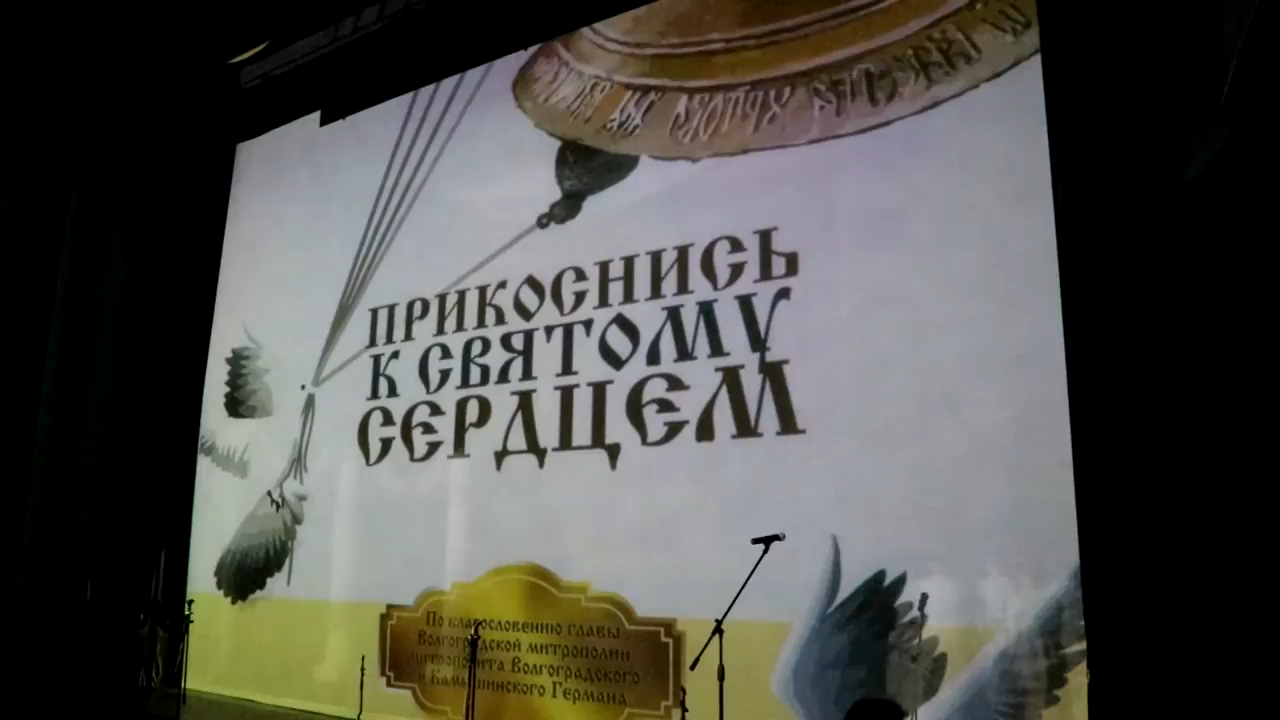 ПРИКОСНИСЬ
К СВЯТОМУ
СЕРДЦЕМ
По благословению главы
Волгоградской митрополии
митрополита Волгоградского
и Камышинского Германа